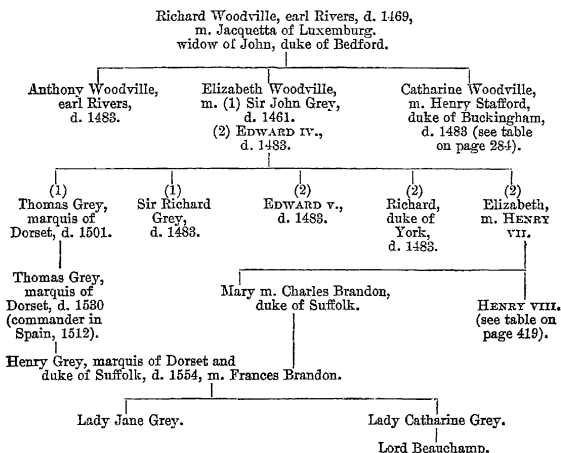 Richard Woodville, earl Rivers, d. 1469,
m. Jacquetta of Luxemburg.
widow of John, duke of Bedford.
Anthony Woodville,
earl Rivers,
d. 1483.
Elizabeth Woodville,
m. (1) Sir John Grey,
d. 1461.
(2) EDWARD IV.,
d. 1483.
Catharine Woodville,
m. Henry Stafford,
duke of Buckingham,
d. 1483 (see table
on page 284).
(1)
Thomas Grey,
marquis of
Dorset, d. 1501.
(1)
Sir Richard
Grey,
d. 1483.
(2)
EDWARD V.,
d. 1483.
(2)
Richard,
duke of
York,
d. 1483.
(2)
Elizabeth,
m. HENRY
VII.
Thomas Grey,
marquis of
Dorset, d. 1530
(commander in
Spain, 1512).
Mary m. Charles Brandon,
duke of Suffolk.
HENRY VIII.
(see table on
page 419).
Henry Grey, marquis of Dorset and
duke of Suffolk, d. 1554, m. Frances Brandon.
Lady Jane Grey.
Lady Catharine Grey.
Lord Beauchamp.